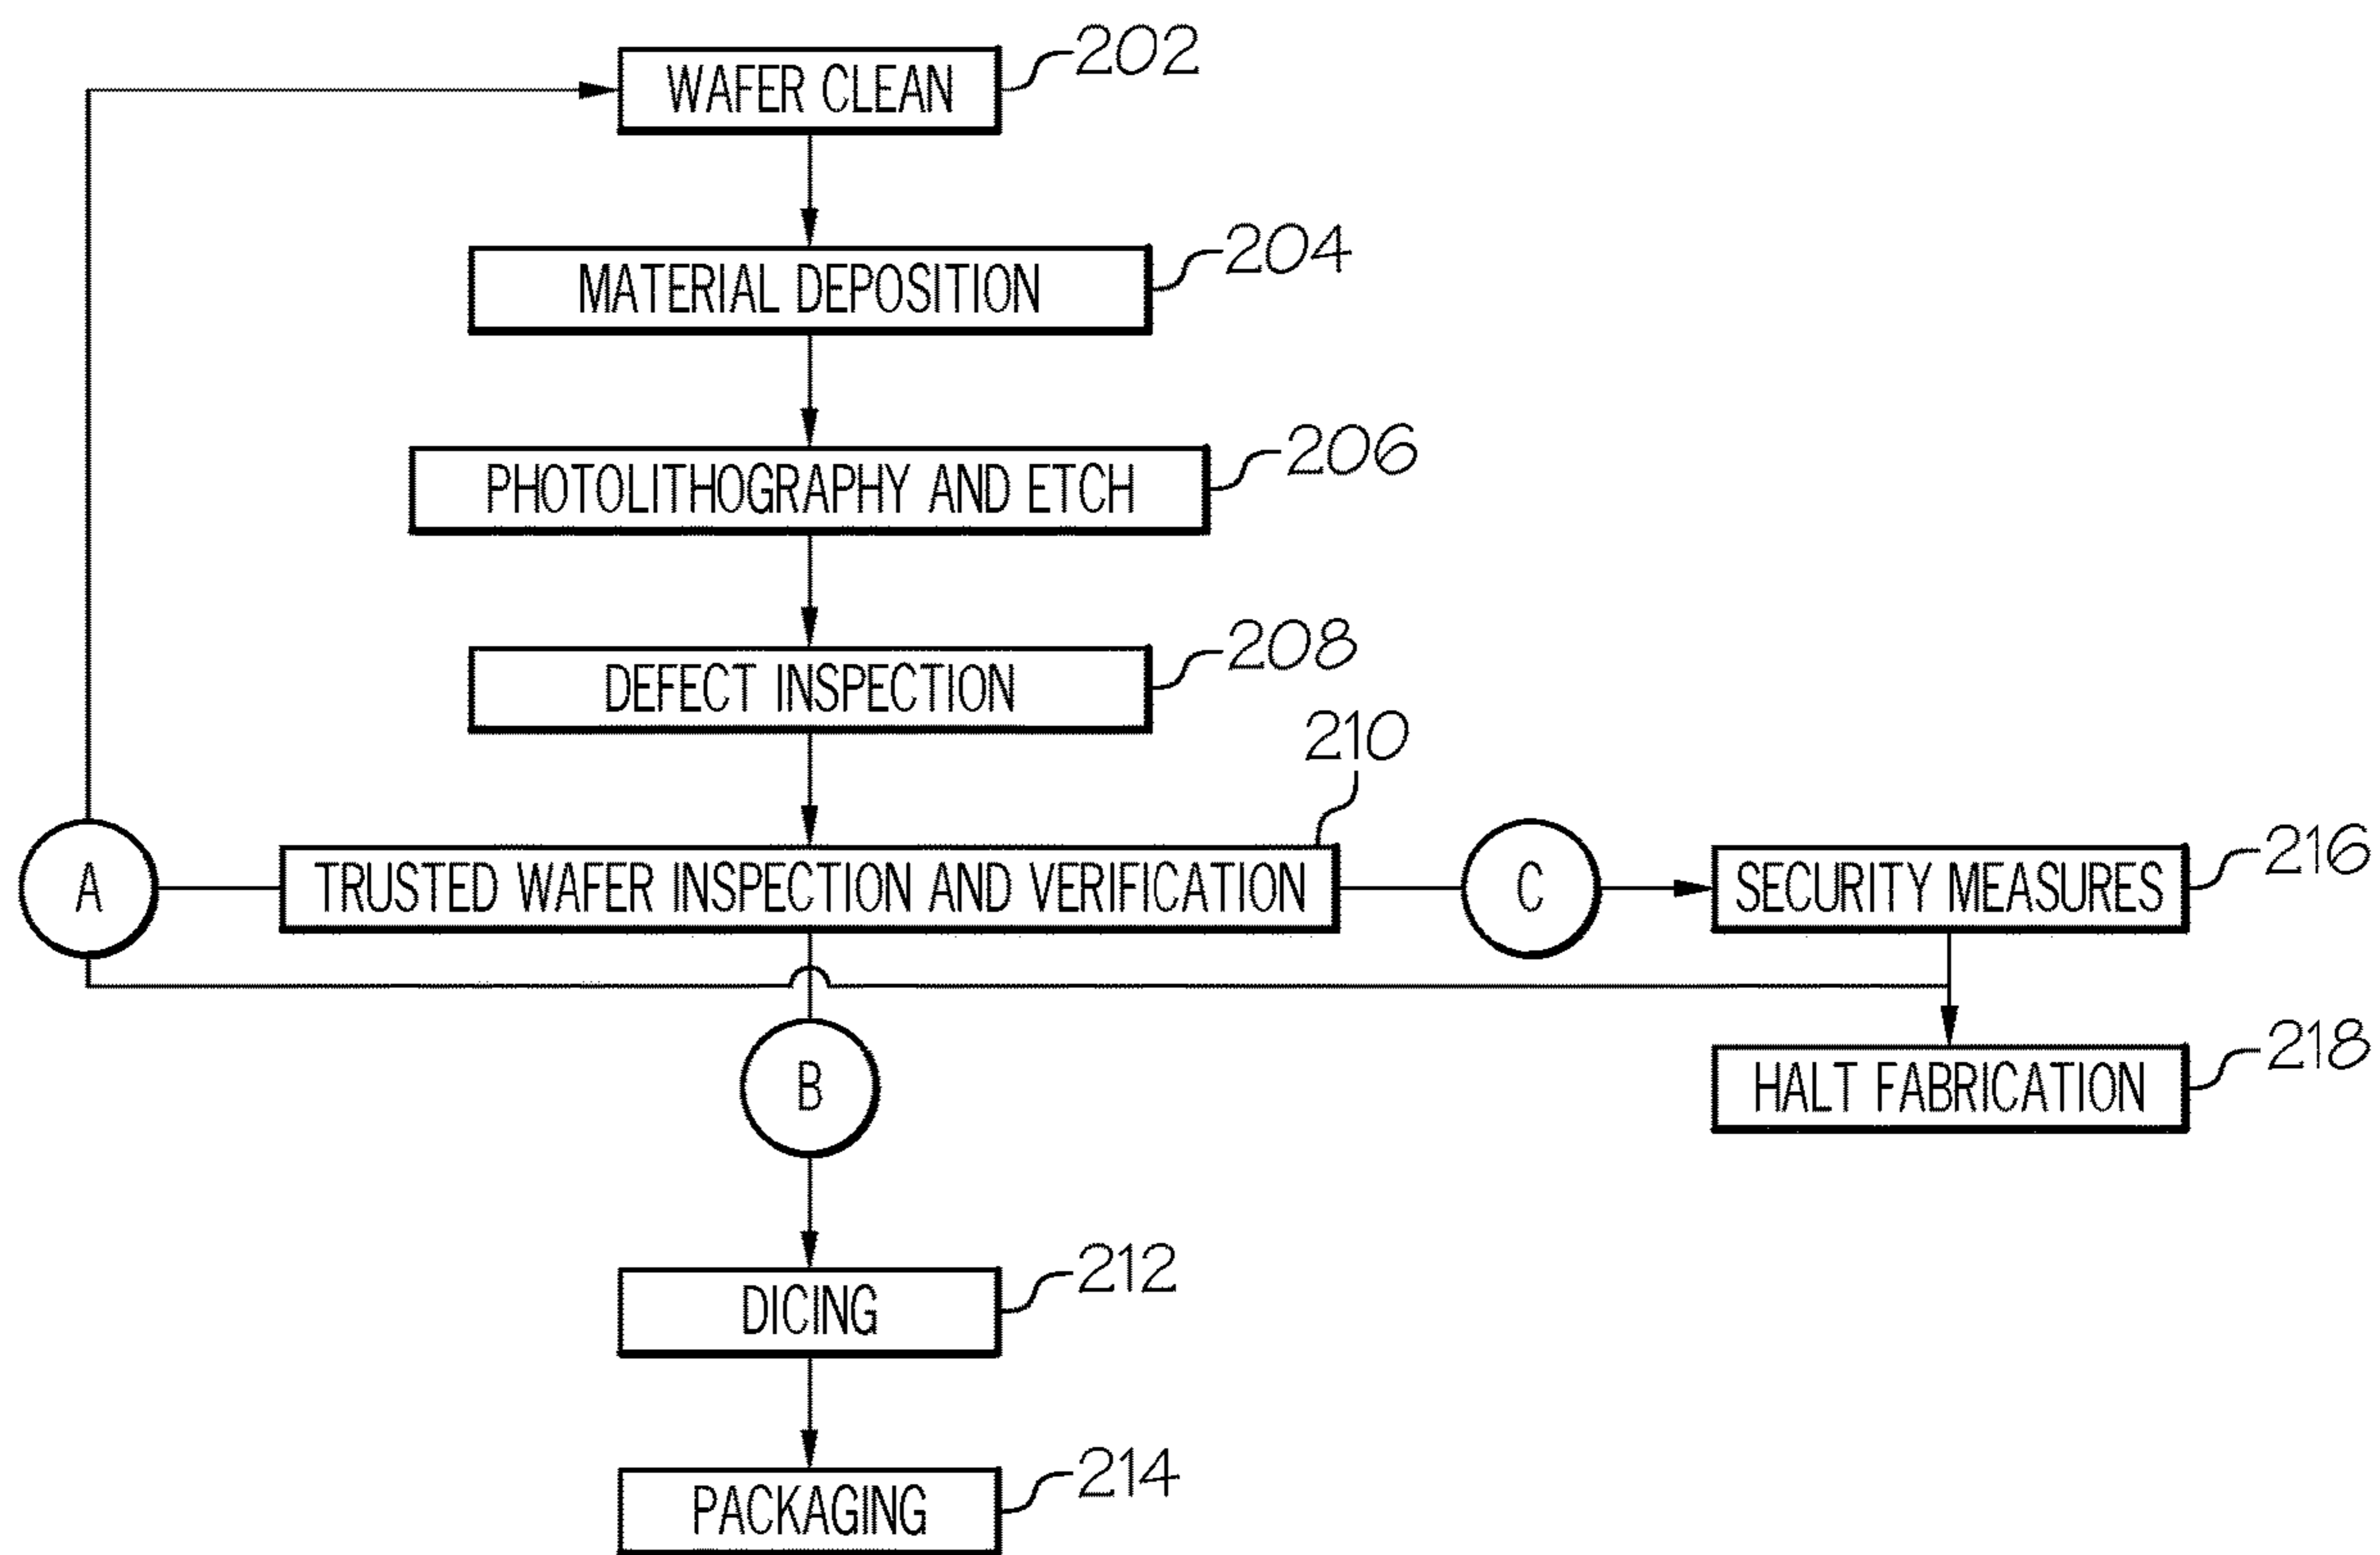 WAFER CLEAN
202
MATERIAL DEPOSITION
204
PHOTOLITHOGRAPHY AND ETCH
206
DEFECT INSPECTION
208
210
A
TRUSTED WAFER INSPECTION AND VERIFICATION
C
SECURITY MEASURES
216
B
HALT FABRICATION
218
DICING
212
PACKAGING
214